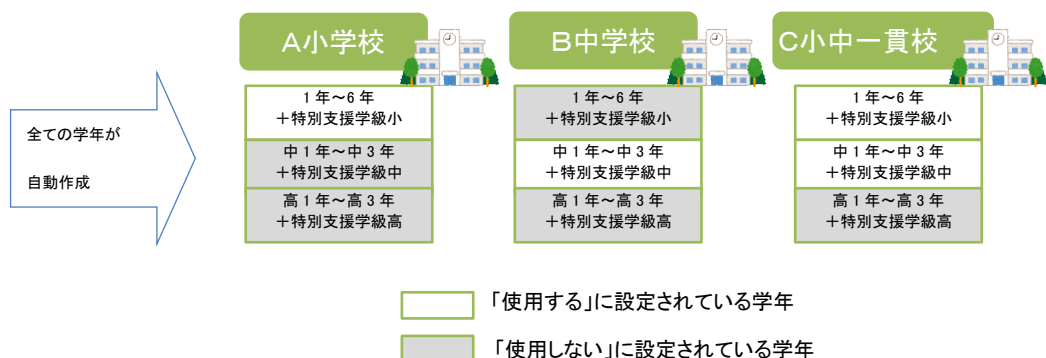 A小学校
B中学校
C小中一貫校
全ての学年が
自動作成
1年~6年
+特別支援学級小
中1年~中3年
+特別支援学級中
高1年~高3年
+特別支援学級高
1年~6年
+特別支援学級小
中1年~中3年
+特別支援学級中
高1年~高3年
+特別支援学級高
1年~6年
+特別支援学級小
中1年~中3年
+特別支援学級中
高1年~高3年
+特別支援学級高
「使用する」に設定されている学年
「使用しない」に設定されている学年